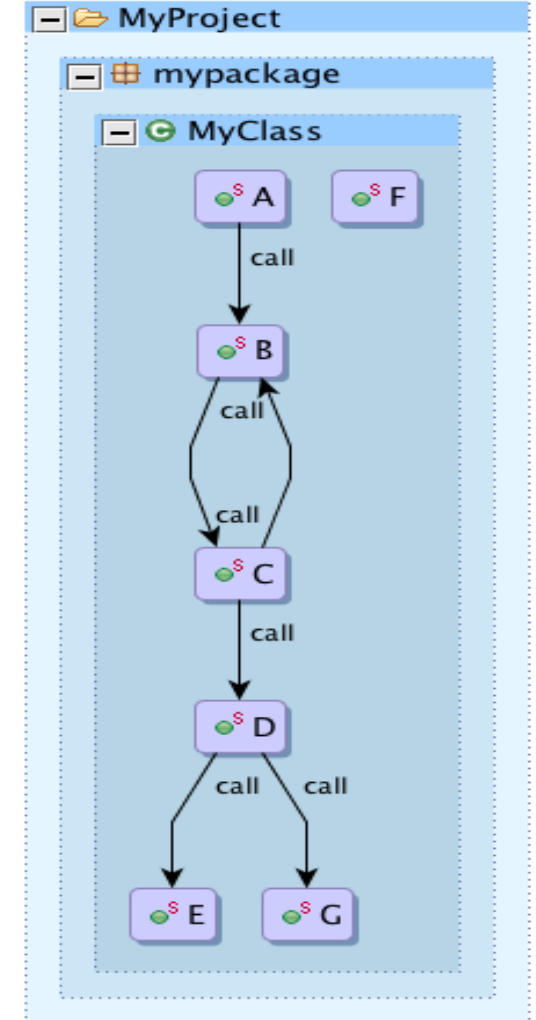 MyProject
mypackage
MyClass
S A
S F
call
S B
call
call
S C
call
S D
call call
S E
S G